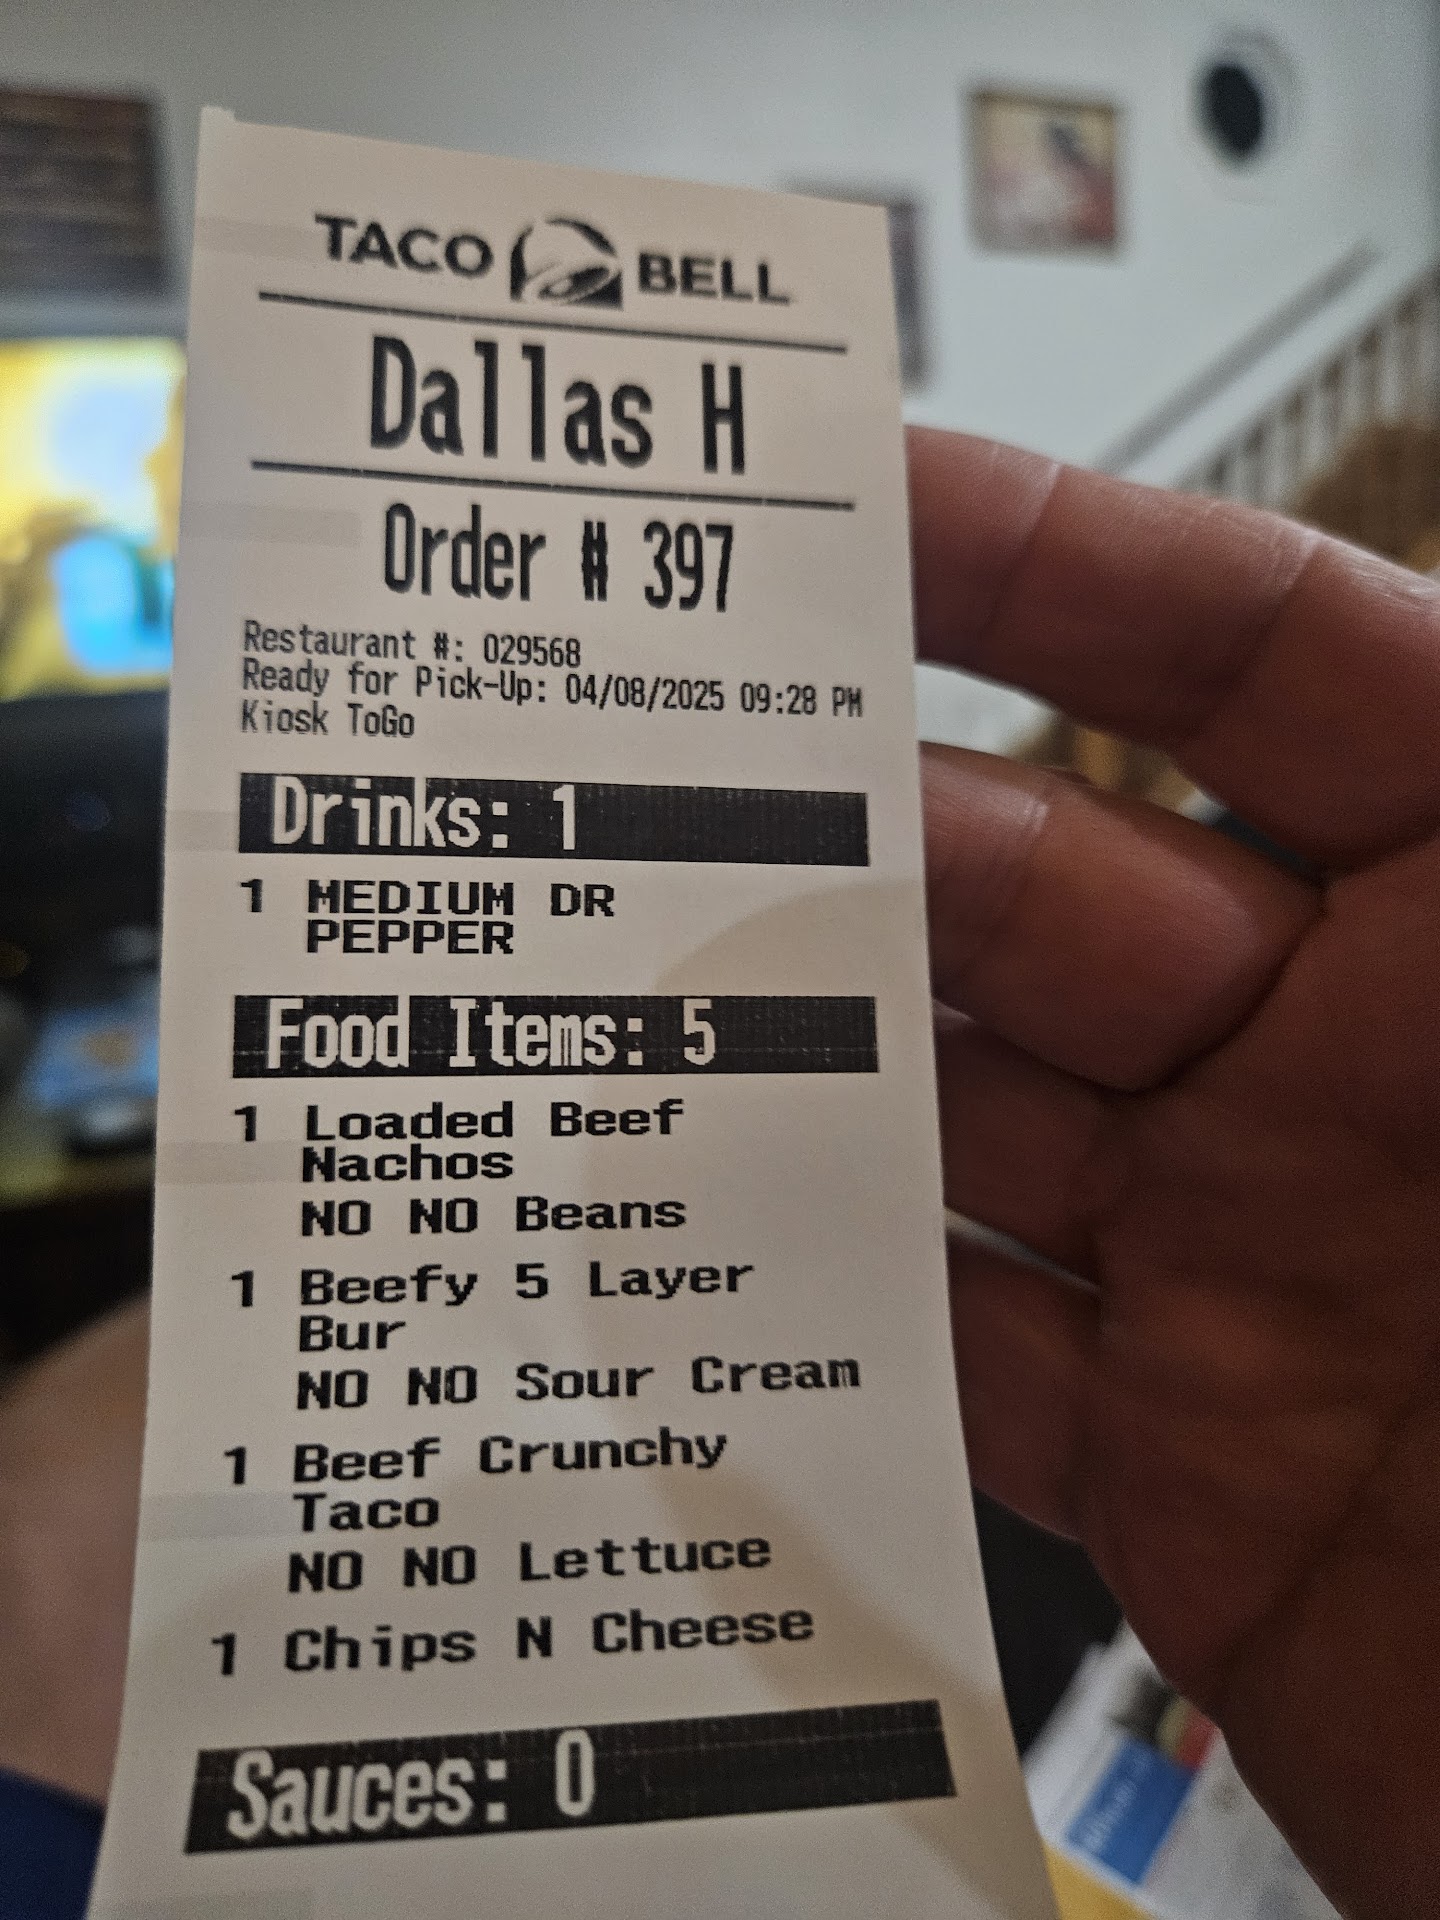 TACO BELL
Dallas H
Order # 397
Restaurant #: 029568
Ready for Pick-Up: 04/08/2025 09:28 PM
Kiosk ToGo
Drinks: 1
1 MEDIUM DR
PEPPER
Food Items: 5
1 Loaded Beef
Nachos
NO NO Beans
1 Beefy 5 Layer
Bur
NO NO Sour Cream
1 Beef Crunchy
Taco
NO NO Lettuce
1 Chips N Cheese
Sauces: 0